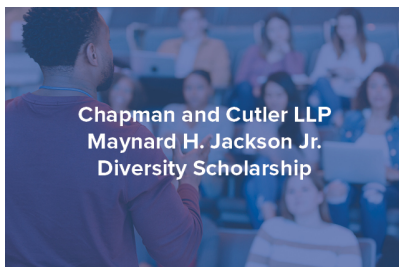 Chapman and Cutler LLP
Maynard H. Jackson Jr.
Diversity Scholarship